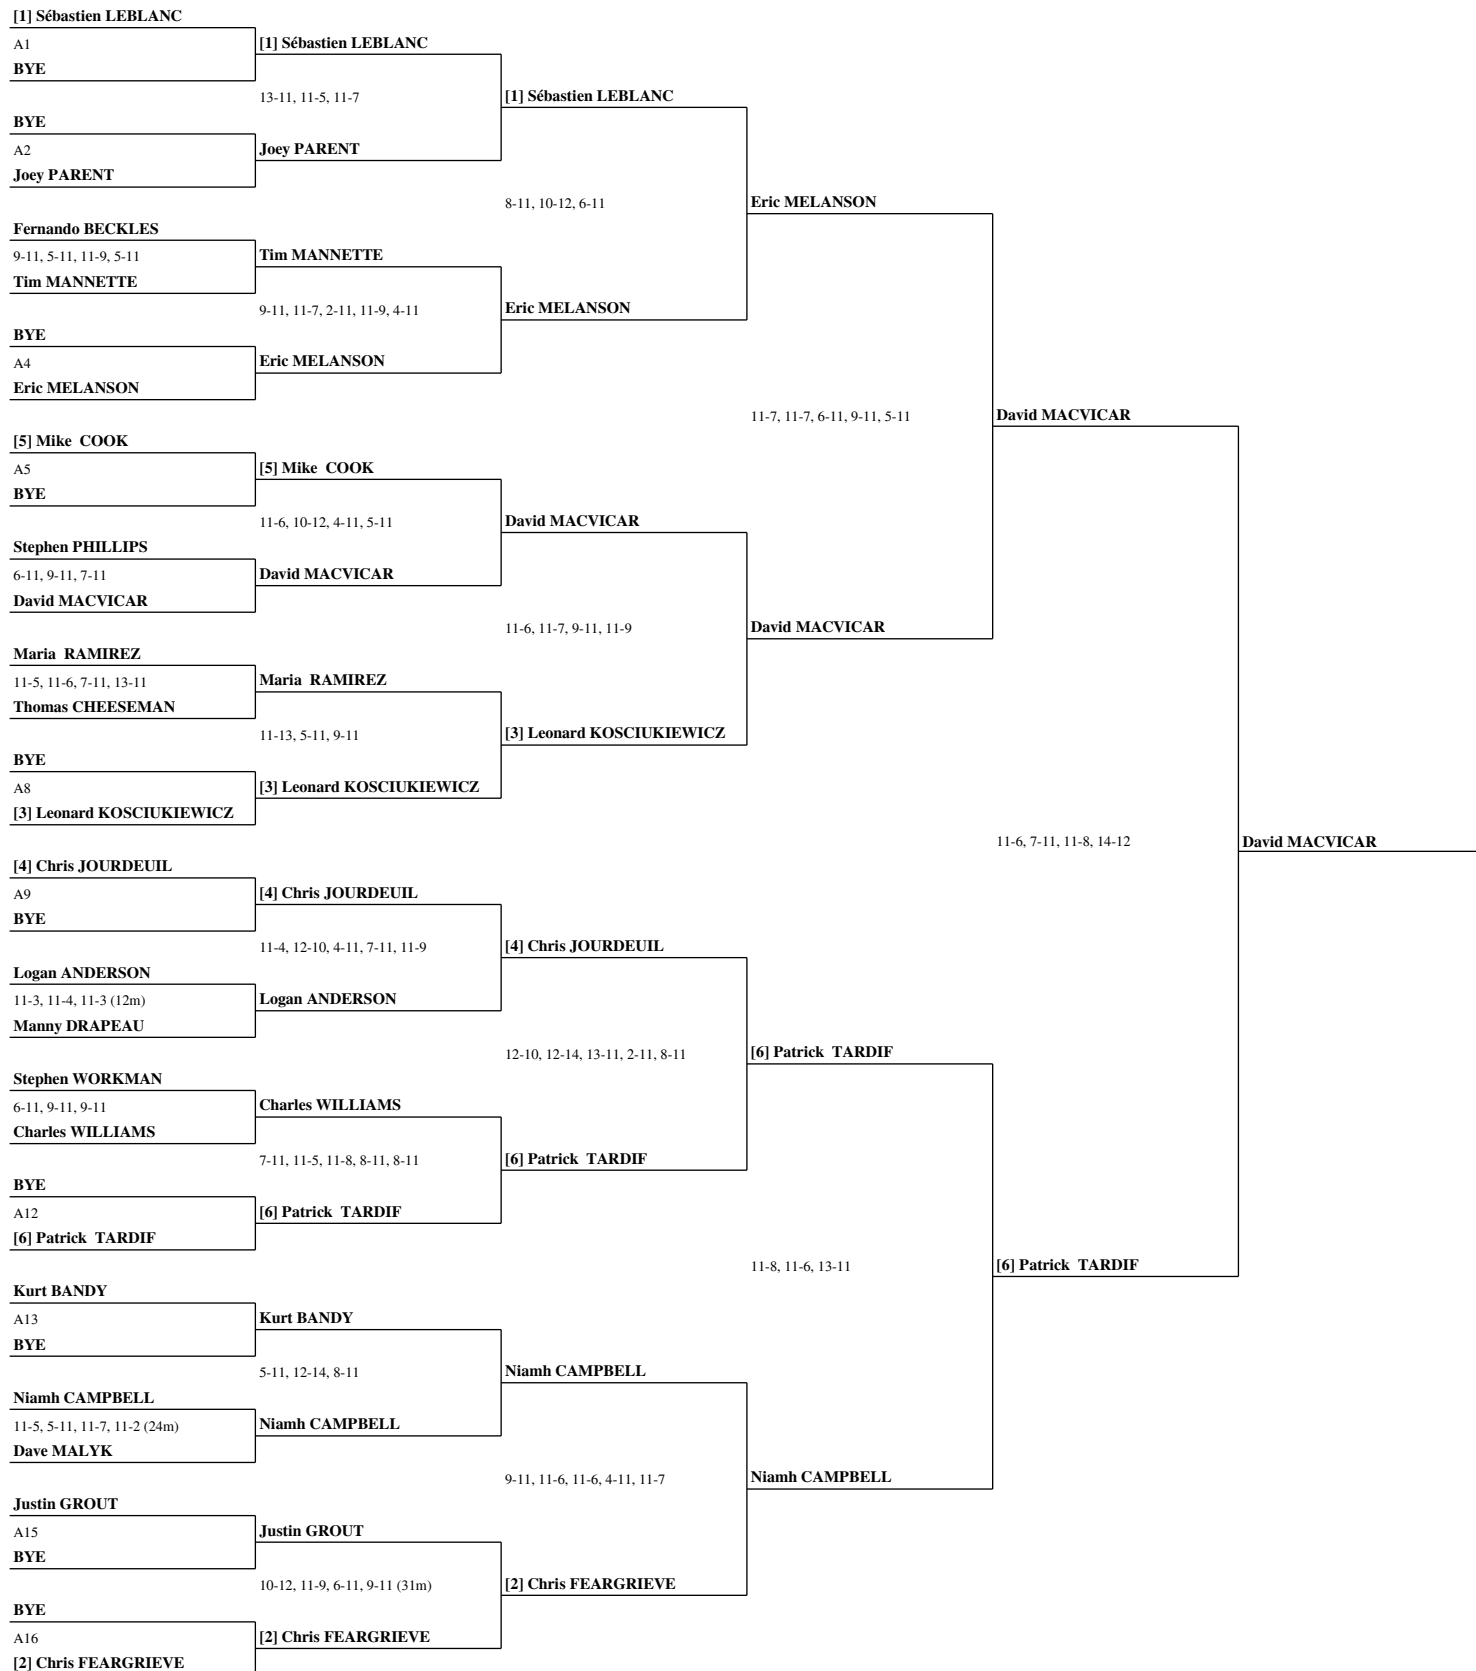 [1] Sébastien LEBLANC
A1
BYE
BYE
A2
Joey PARENT
Fernando BECKLES
9-11, 5-11, 11-9, 5-11
Tim MANNETTE
BYE
A4
Eric MELANSON
[5] Mike COOK
A5
BYE
Stephen PHILLIPS
6-11, 9-11, 7-11
David MACVICAR
Maria RAMIREZ
11-5, 11-6, 7-11, 13-11
Thomas CHEESEMAN
BYE
A8
[3] Leonard KOSCIUKIEWICZ
[4] Chris JOURDEUIL
A9
BYE
Logan ANDERSON
11-3, 11-4, 11-3 (12m)
Manny DRAPEAU
Stephen WORKMAN
6-11, 9-11, 9-11
Charles WILLIAMS
BYE
A12
[6] Patrick TARDIF
Kurt BANDY
A13
BYE
Niamh CAMPBELL
11-5, 5-11, 11-7, 11-2 (24m)
Dave MALYK
Justin GROUT
A15
BYE
BYE
A16
[2] Chris FEARGRIEVE
[1] Sébastien LEBLANC
13-11, 11-5, 11-7
Joey PARENT
Tim MANNETTE
9-11, 11-7, 2-11, 11-9, 4-11
Eric MELANSON
[5] Mike COOK
11-6, 10-12, 4-11, 5-11
David MACVICAR
Maria RAMIREZ
11-13, 5-11, 9-11
[3] Leonard KOSCIUKIEWICZ
[4] Chris JOURDEUIL
11-4, 12-10, 4-11, 7-11, 11-9
Logan ANDERSON
Charles WILLIAMS
7-11, 11-5, 11-8, 8-11, 8-11
[6] Patrick TARDIF
Kurt BANDY
5-11, 12-14, 8-11
Niamh CAMPBELL
Justin GROUT
10-12, 11-9, 6-11, 9-11 (31m)
[2] Chris FEARGRIEVE
[1] Sébastien LEBLANC
8-11, 10-12, 6-11
Eric MELANSON
David MACVICAR
11-6, 11-7, 9-11, 11-9
[3] Leonard KOSCIUKIEWICZ
[4] Chris JOURDEUIL
12-10, 12-14, 13-11, 2-11, 8-11
[6] Patrick TARDIF
Niamh CAMPBELL
9-11, 11-6, 11-6, 4-11, 11-7
[2] Chris FEARGRIEVE
Eric MELANSON
11-7, 11-7, 6-11, 9-11, 5-11
David MACVICAR
[6] Patrick TARDIF
11-8, 11-6, 13-11
Niamh CAMPBELL
David MACVICAR
11-6, 7-11, 11-8, 14-12
[6] Patrick TARDIF
David MACVICAR